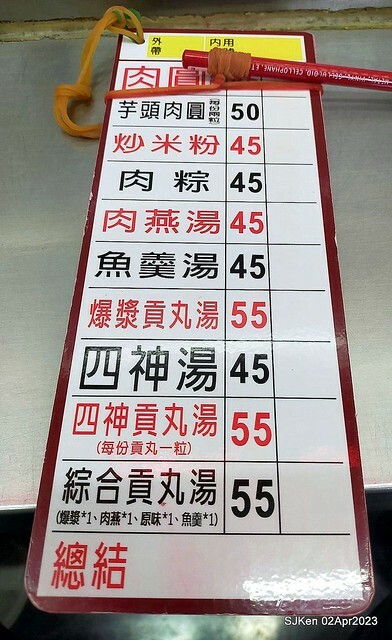 外帶 內用
肉圓
芋頭肉圓 每份兩粒 50
炒米粉 45
肉粽 45
肉燕湯 45
魚羹湯 45
爆漿貢丸湯 55
四神湯 45
四神貢丸湯 55
(每份貢丸一粒)
綜合貢丸湯 55
(爆漿*1、肉燕*1、原味*1、魚羹*1)
總結
SJKen 02Apr2023